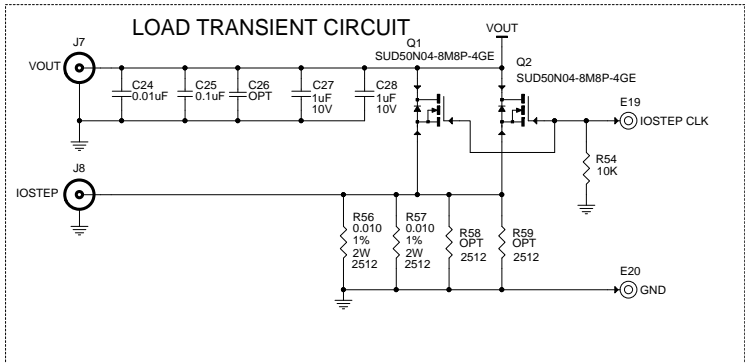 LOAD TRANSIENT CIRCUIT
J7
VOUT
C24
0.01uF
C25
0.1uF
C26
OPT
C27
1uF
10V
C28
1uF
10V
Q1
SUD50N04-8M8P-4GE
VOUT
Q2
SUD50N04-8M8P-4GE
E19
IOSTEP CLK
R54
10K
J8
IOSTEP
R56
0.010
1%
2W
2512
R57
0.010
1%
2W
2512
R58
OPT
2512
R59
OPT
2512
E20
GND